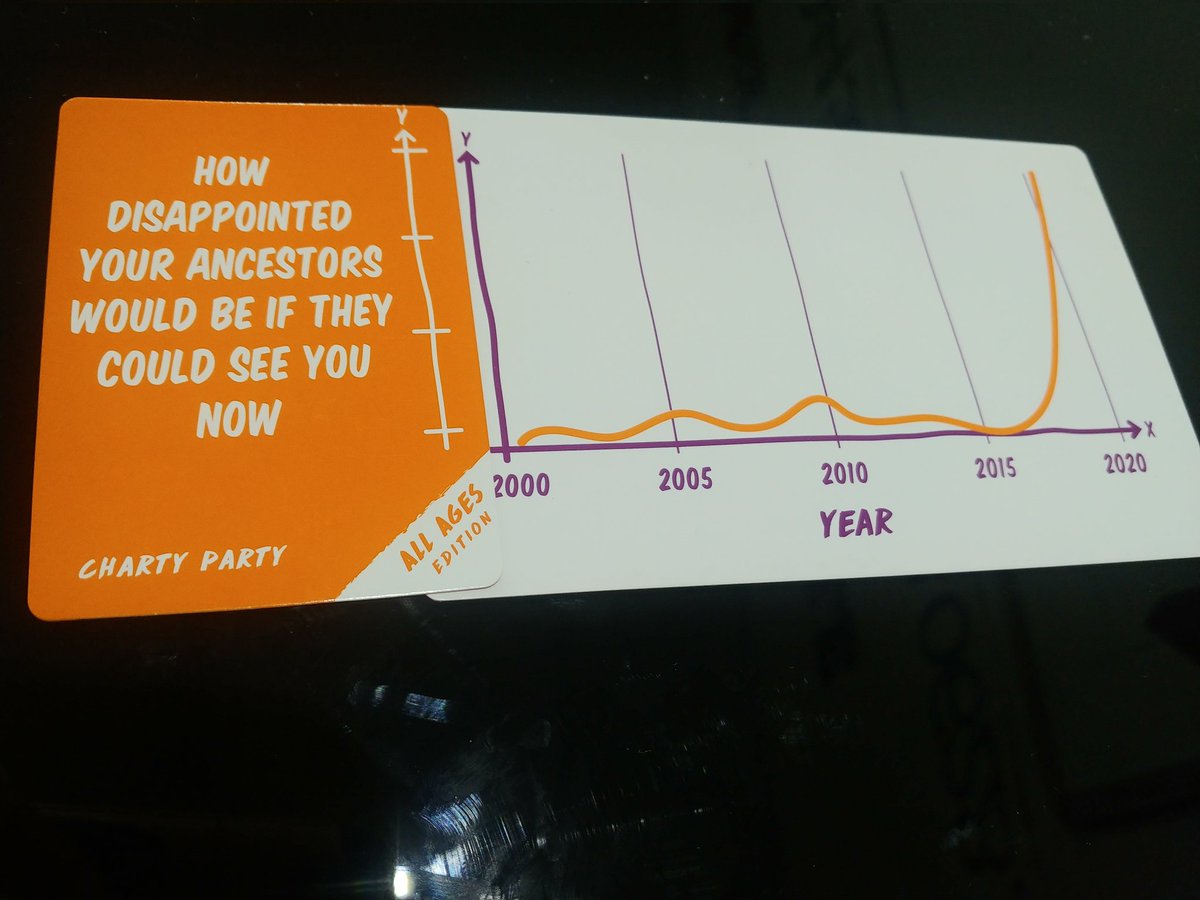 HOW
DISAPPOINTED
YOUR ANCESTORS
WOULD BE IF THEY
COULD SEE YOU
NOW
CHARTY PARTY
ALL AGES
EDITION
Y
Y
X
2000 2005 2010 2015 2020
YEAR